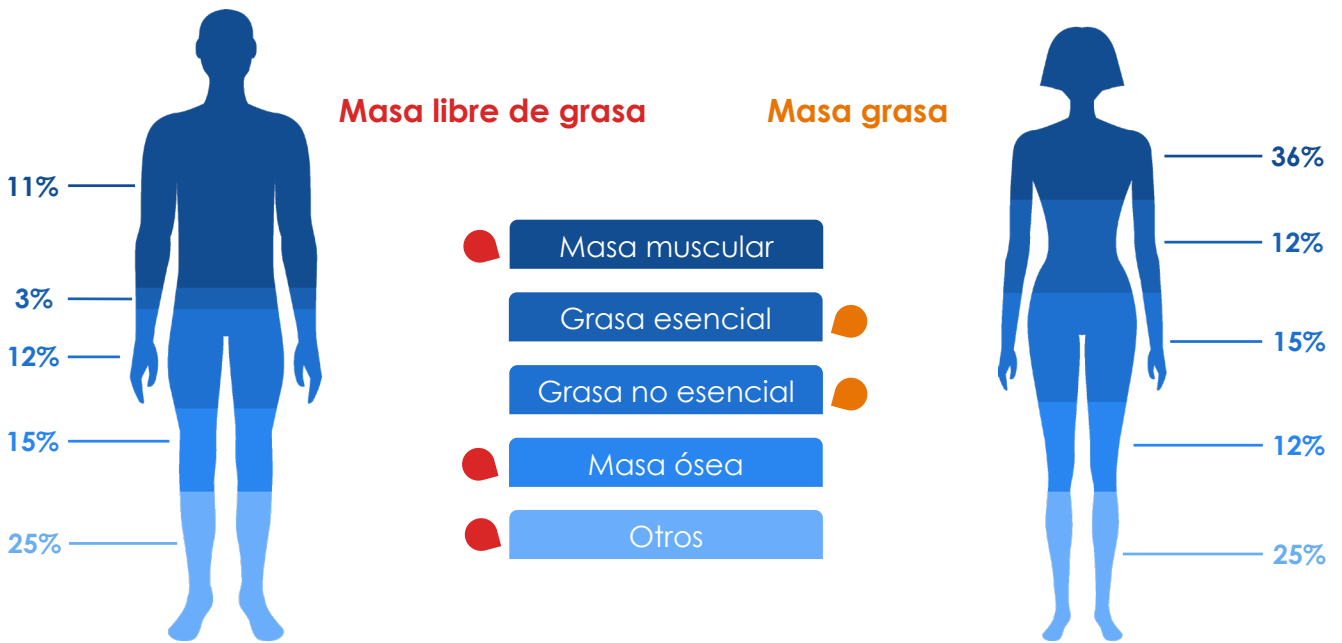 Masa libre de grasa
Masa grasa
11%
3%
12%
15%
25%
Masa muscular
Grasa esencial
Grasa no esencial
Masa ósea
Otros
36%
12%
15%
12%
25%